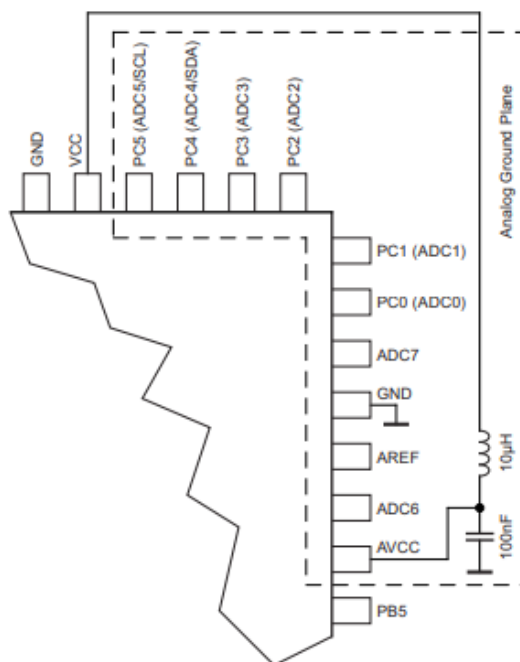 GND
VCC
PC5 (ADC5/SCL)
PC4 (ADC4/SDA)
PC3 (ADC3)
PC2 (ADC2)
Analog Ground Plane
PC1 (ADC1)
PC0 (ADC0)
ADC7
GND
AREF
10μH
ADC6
AVCC
100nF
PB5